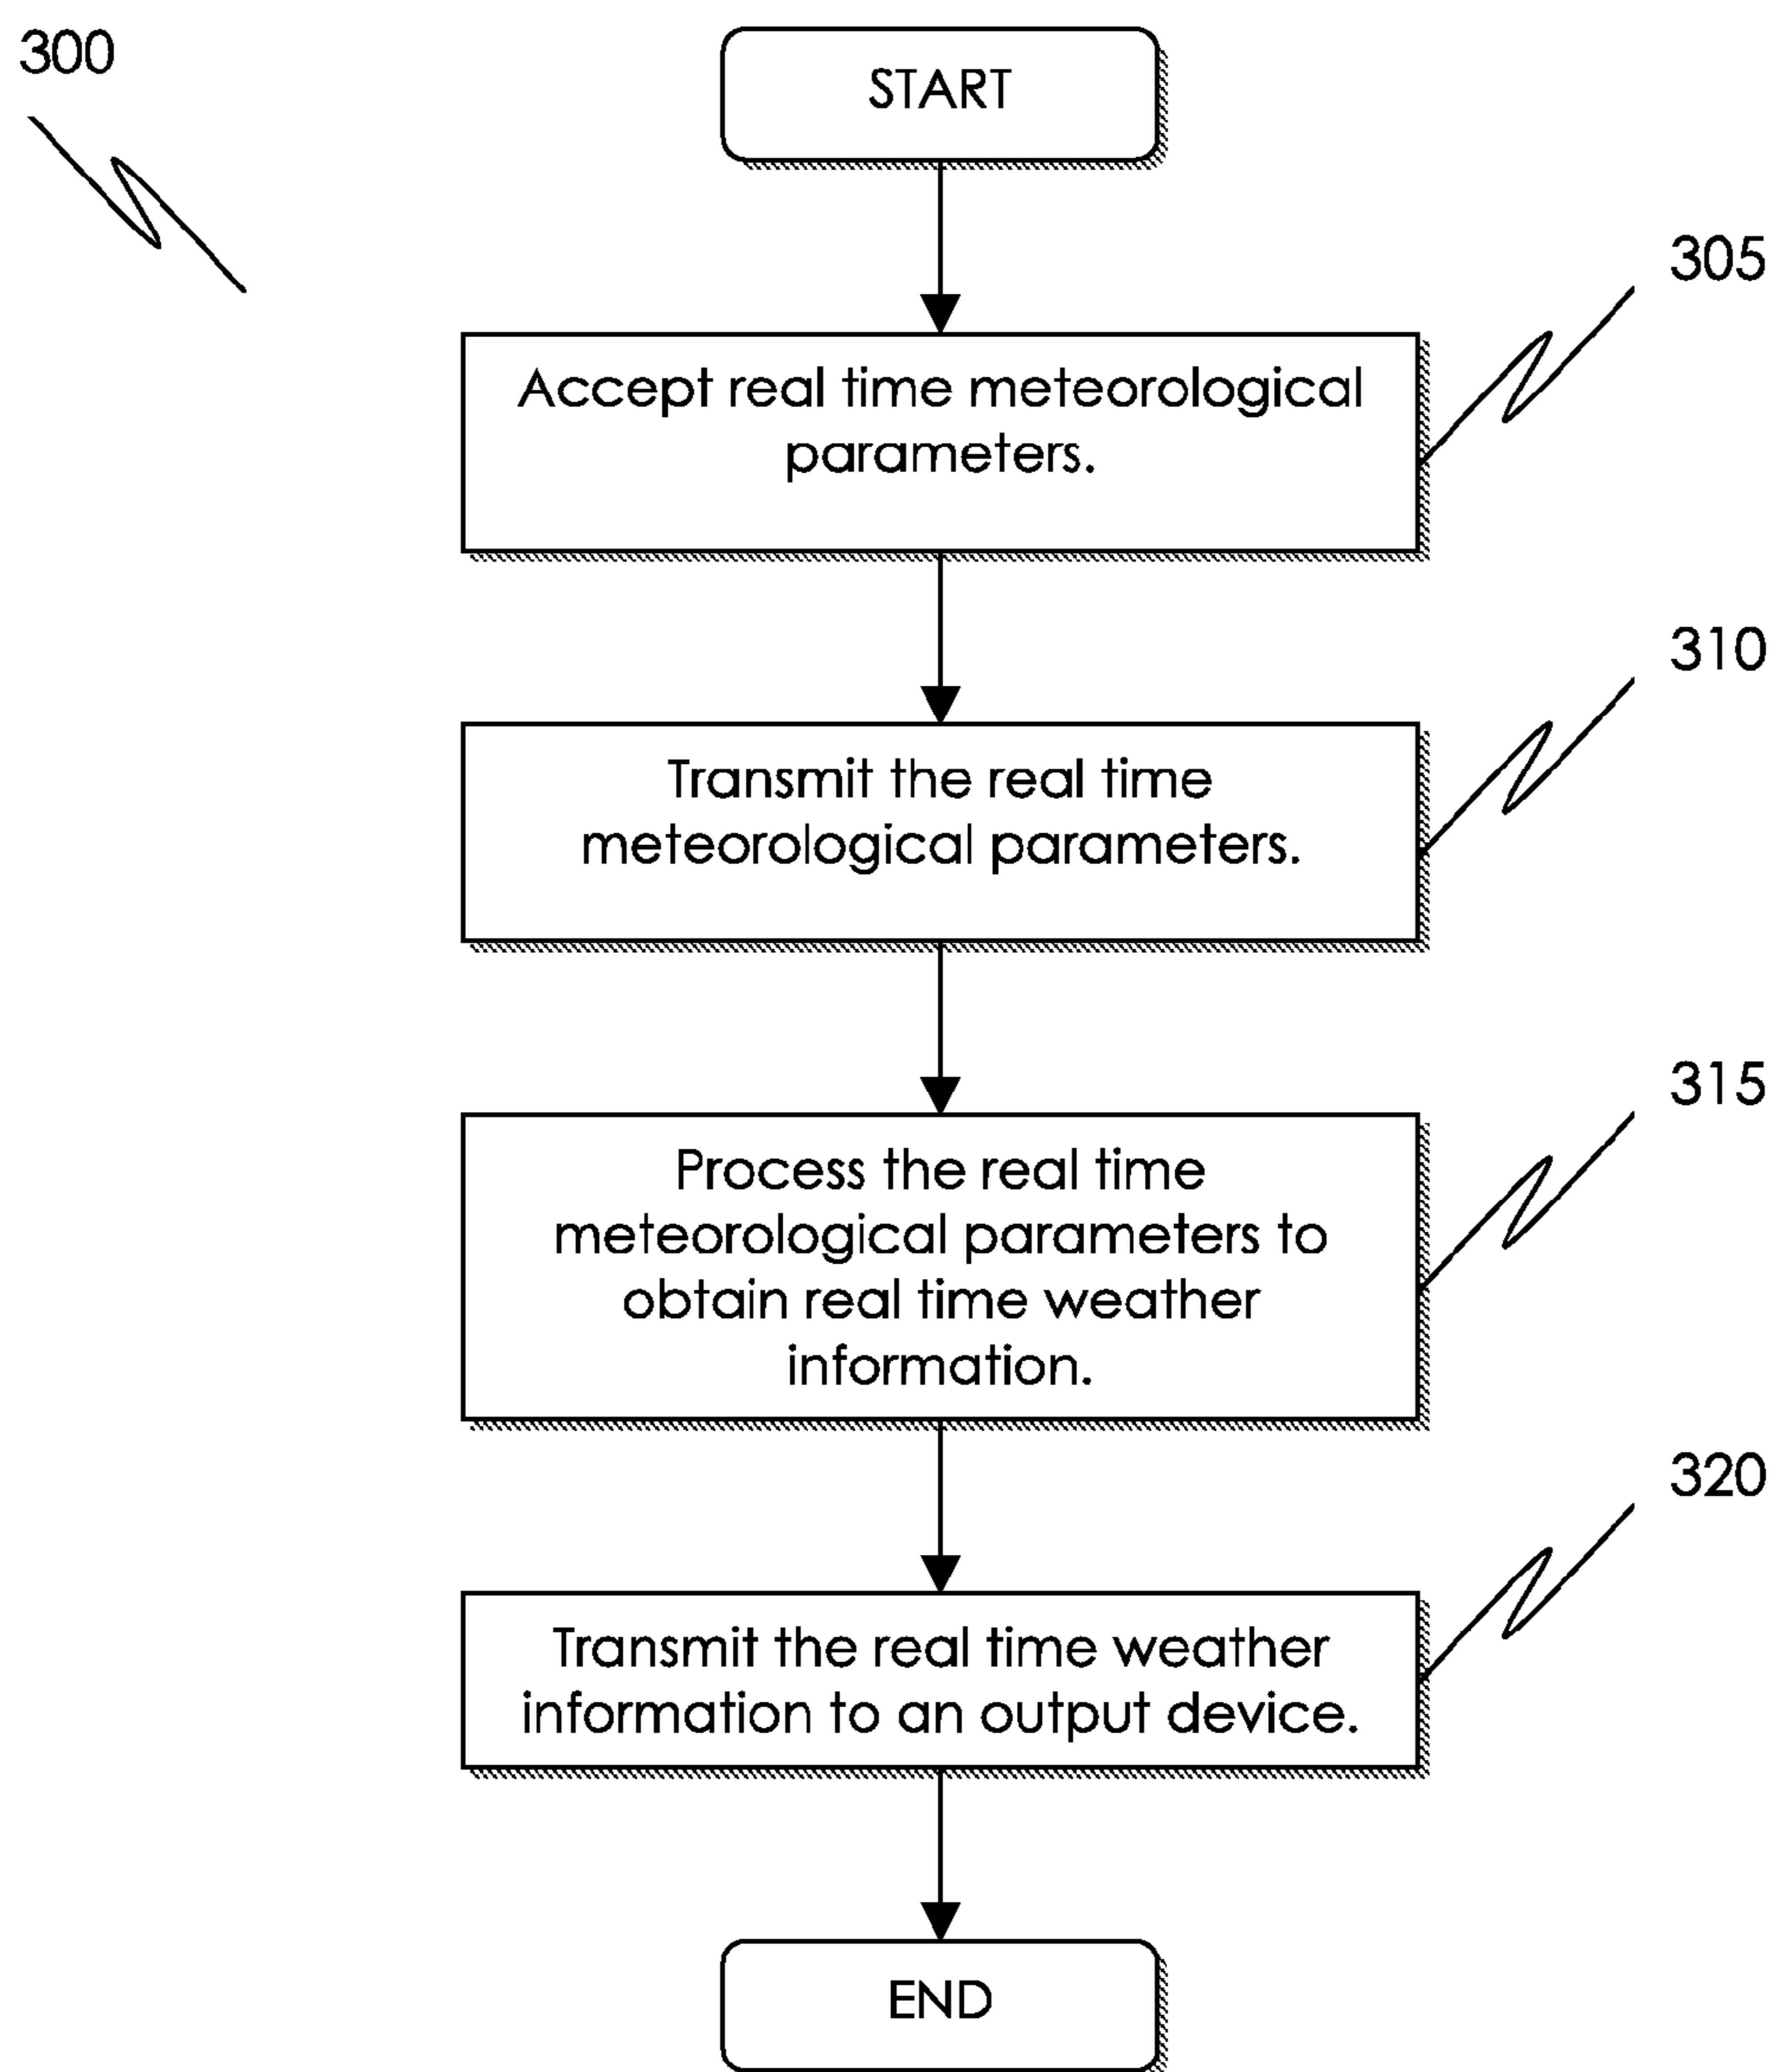 300
START
305
Accept real time meteorological
parameters.
310
Transmit the real time
meteorological parameters.
315
Process the real time
meteorological parameters to
obtain real time weather
information.
320
Transmit the real time weather
information to an output device.
END